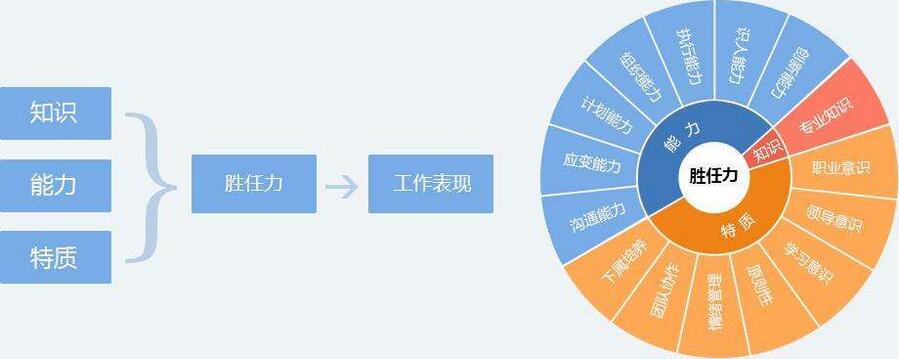 知识
能力
特质
胜任力
工作表现
胜任力
能力
知识
特质
沟通能力
应变能力
计划能力
组织能力
执行能力
识人能力
创新能力
专业知识
职业意识
领导意识
学习意识
原则性
情绪管理
团队协作
下属培养